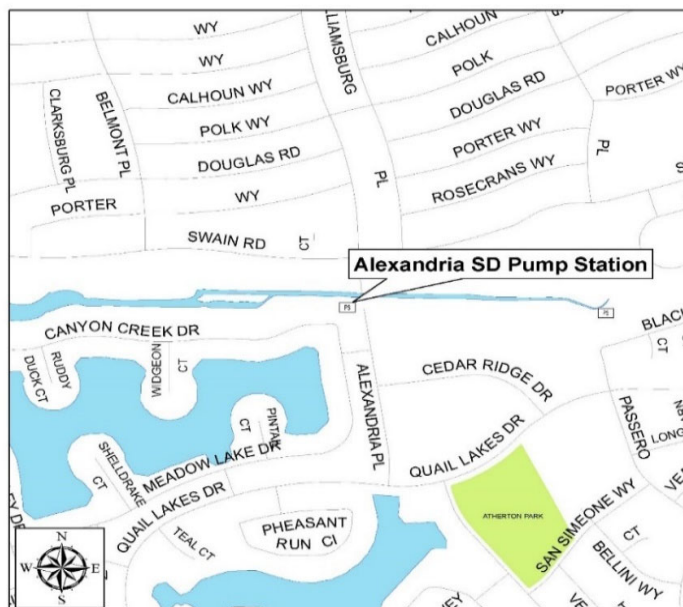 WY
LIAMSBURG
CALHOUN
WY
POLK
CALHOUN WY
DOUGLAS RD
PORTER WY
CLARKSBURG PL
BELMONT PL
POLK WY
PORTER WY
PL
DOUGLAS RD
PL
ROSECRANS WY
PORTER
WY
SWAIN RD
CT
Alexandria SD Pump Station
PS
PS
CANYON CREEK DR
BLAC
CT
RUDDY
DUCK CT
WIDGEON
CT
ALEXANDRIA PL
CEDAR RIDGE DR
PASSERO
PINTAIL
CT
LONG
SHELLDRAKE
CT
MEADOW LAKE DR
QUAIL LAKES DR
QUAIL LAKES DR
ATHERTON PARK
SAN SIMEONE WY
TEAL CT
PHEASANT
RUN CI
CT
BELLINI WY
N
W E
S